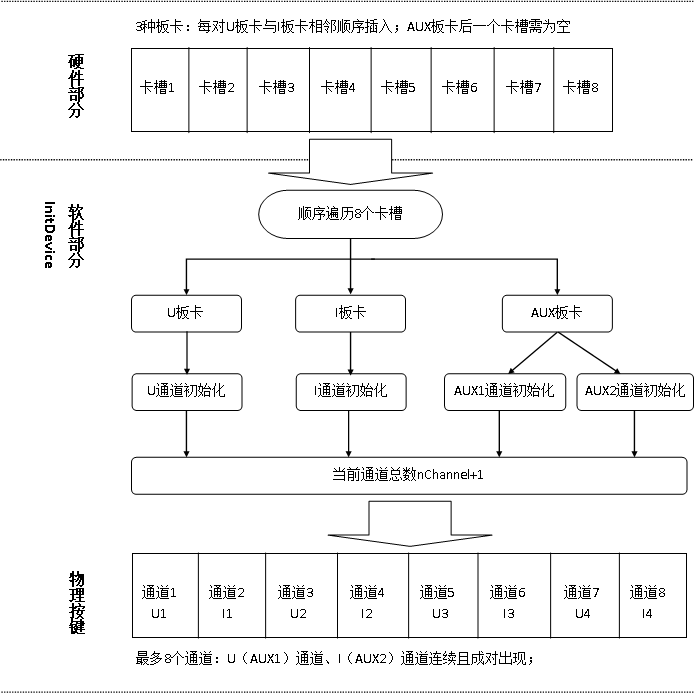 3种板卡：每对U板卡与I板卡相邻顺序插入；AUX板卡后一个卡槽需为空
硬件部分
卡槽1 卡槽2 卡槽3 卡槽4 卡槽5 卡槽6 卡槽7 卡槽8
软件部分
InitDevice
顺序遍历8个卡槽
U板卡 I板卡 AUX板卡
U通道初始化 I通道初始化 AUX1通道初始化 AUX2通道初始化
当前通道总数nChannel+1
物理按键
通道1 通道2 通道3 通道4 通道5 通道6 通道7 通道8
U1 I1 U2 I2 U3 I3 U4 I4
最多8个通道：U（AUX1）通道、I（AUX2）通道连续且成对出现；